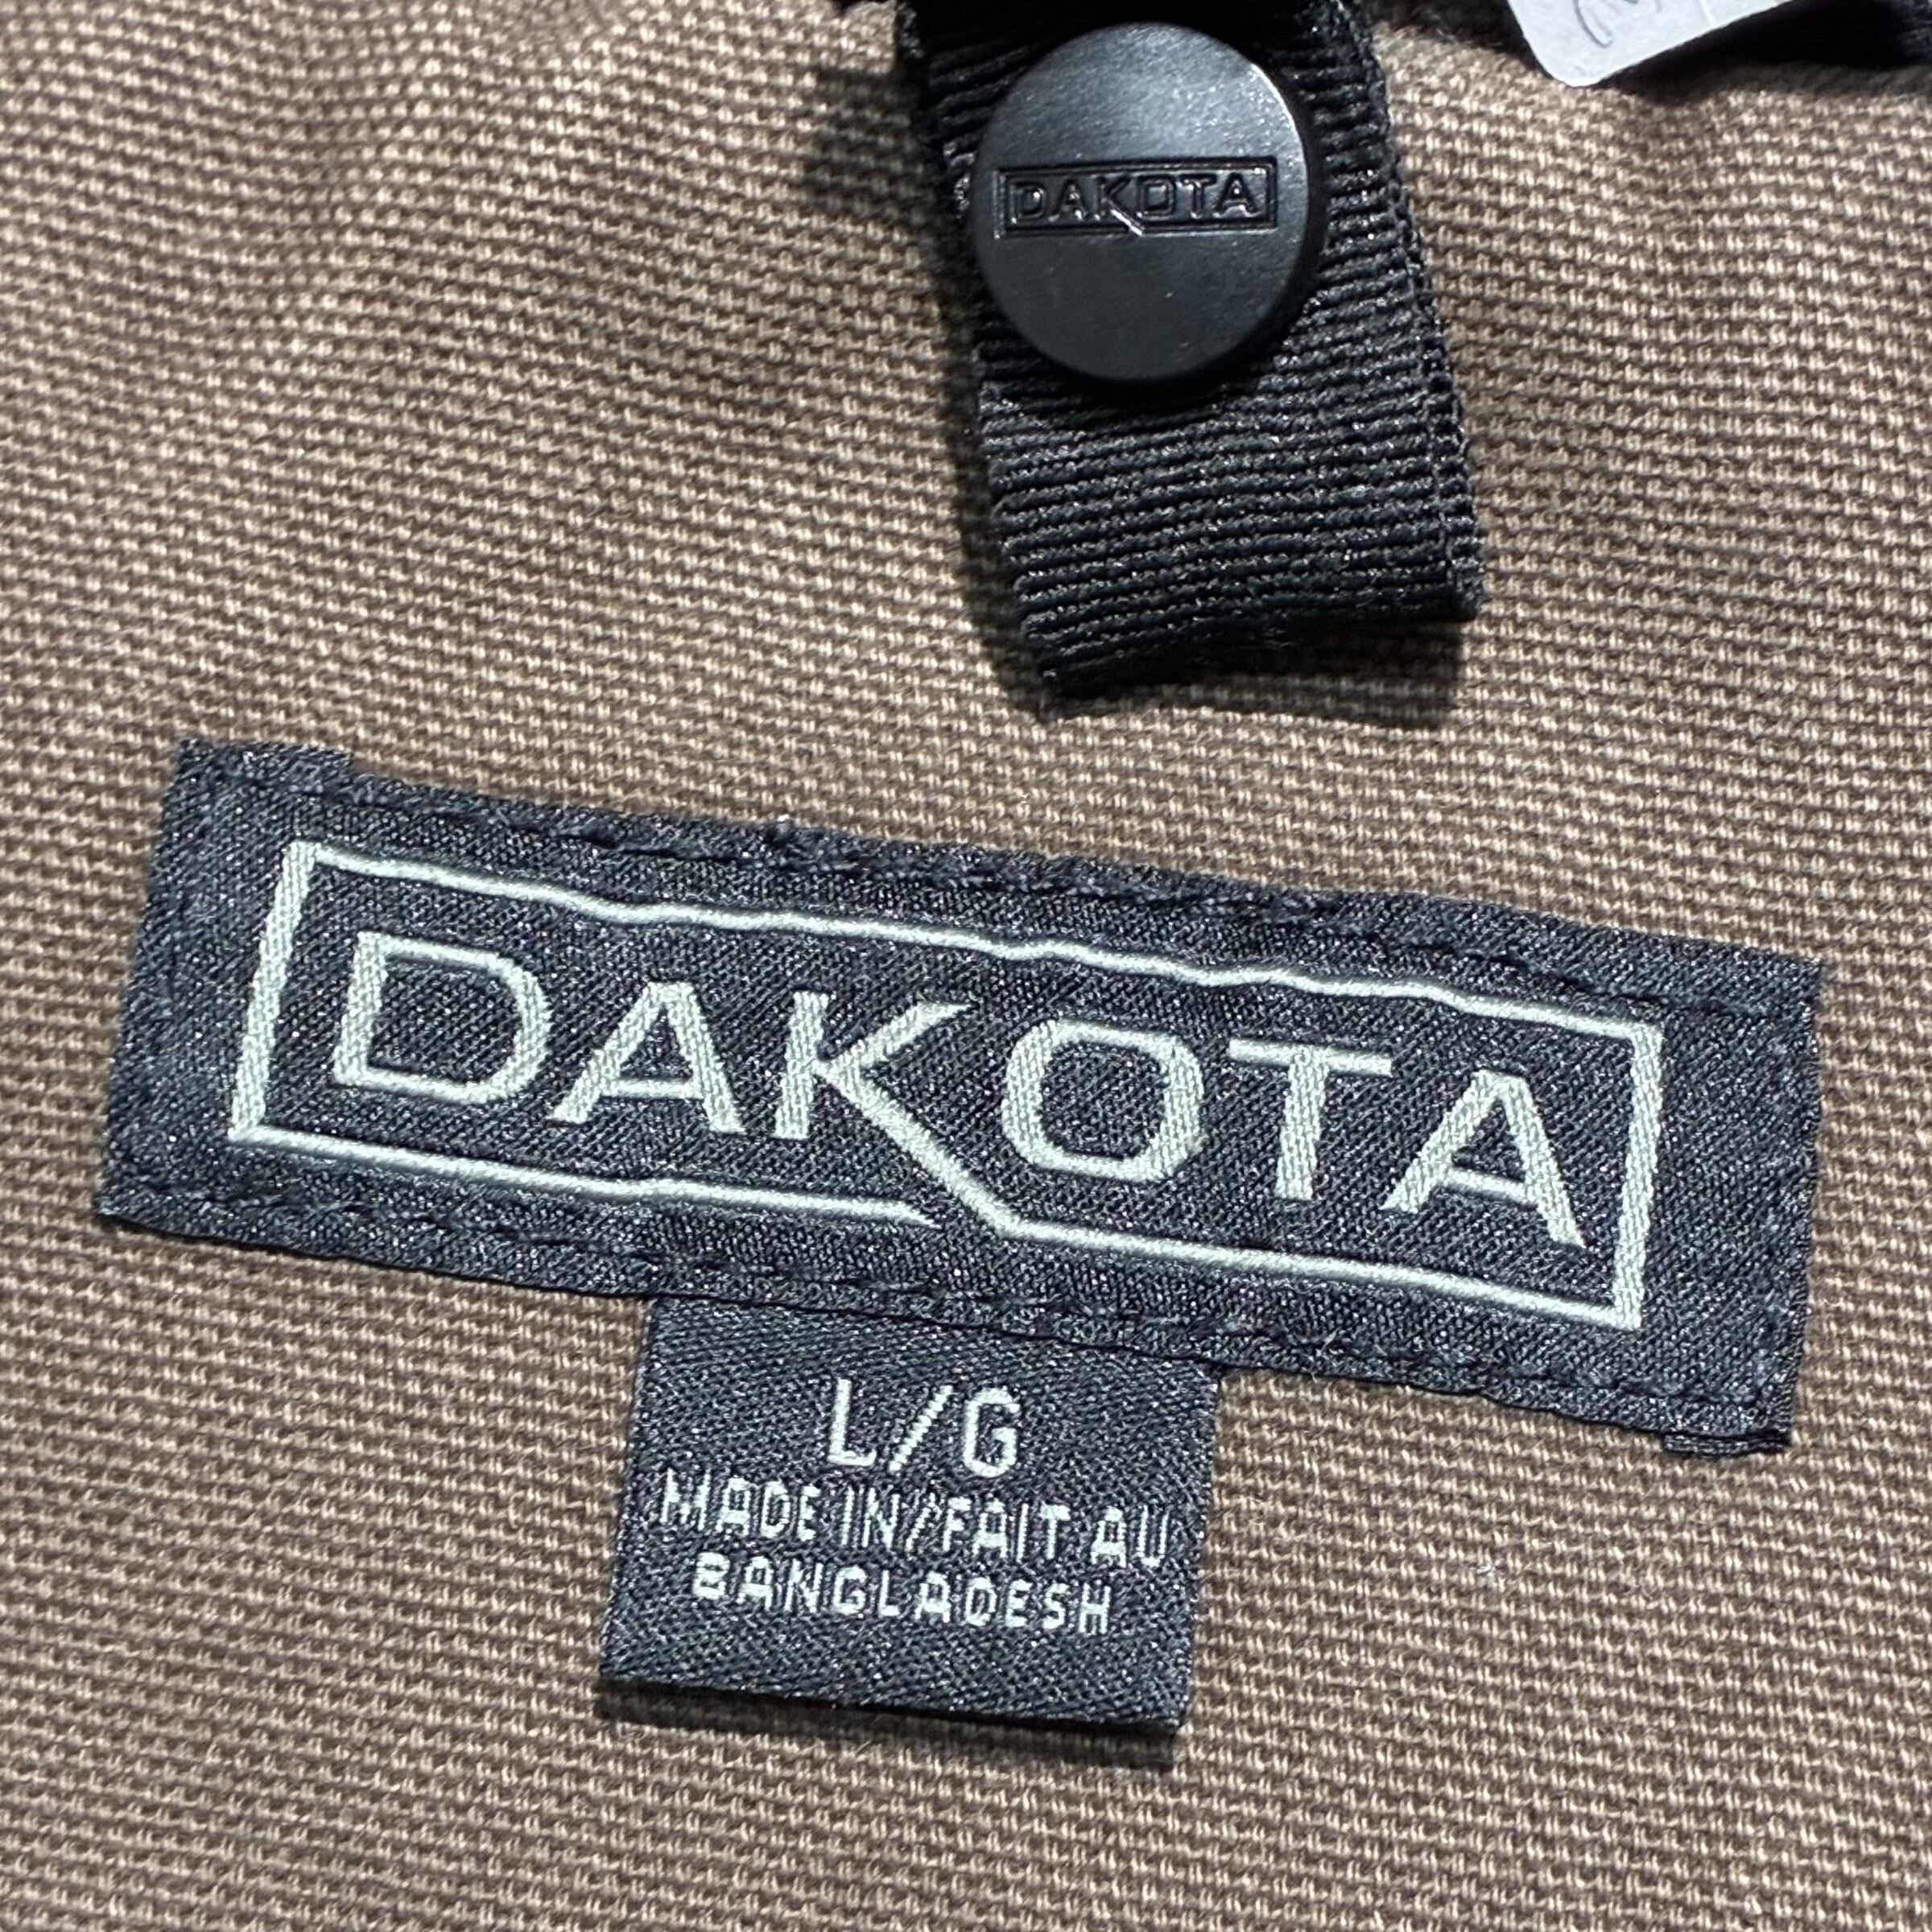 DAKOTA
DAKOTA
L/G
MADE IN/FAIT AU
BANGLADESH